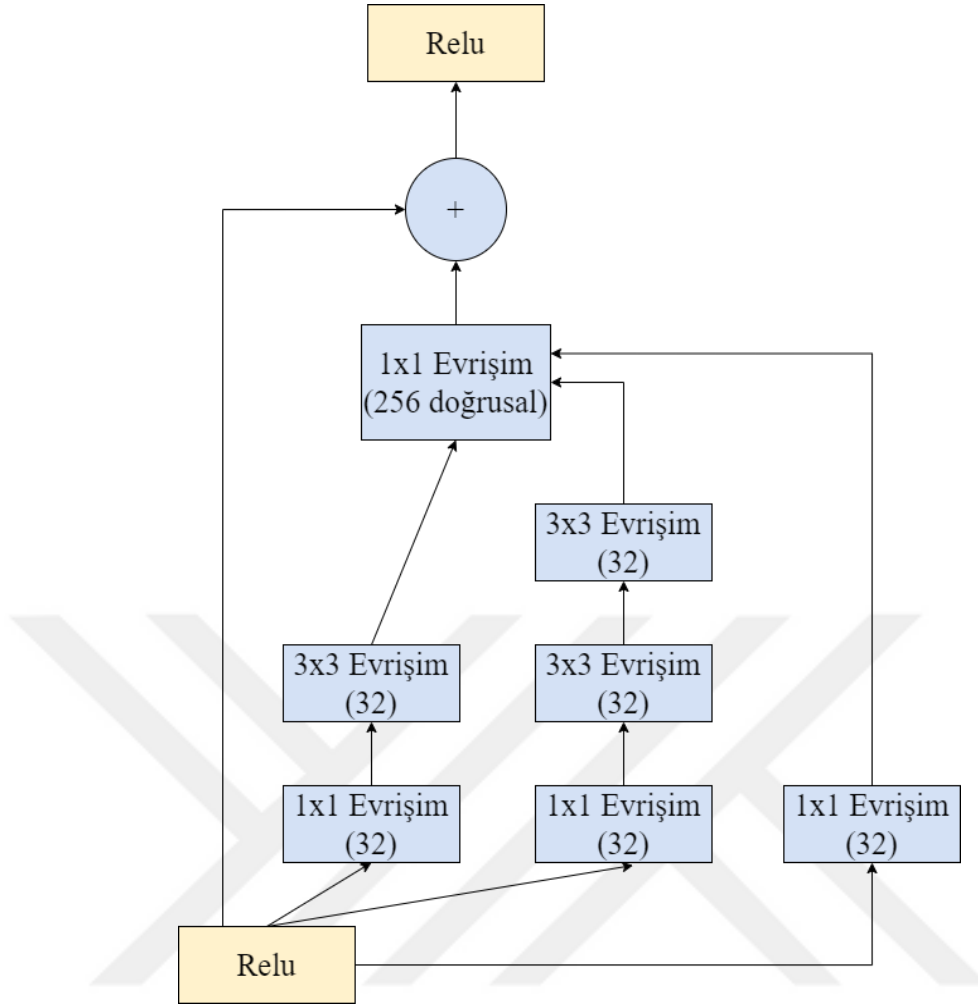 Relu
+
1x1 Evrişim
(256 doğrusal)
3x3 Evrişim
(32)
3x3 Evrişim
(32)
3x3 Evrişim
(32)
1x1 Evrişim
(32)
1x1 Evrişim
(32)
1x1 Evrişim
(32)
Relu